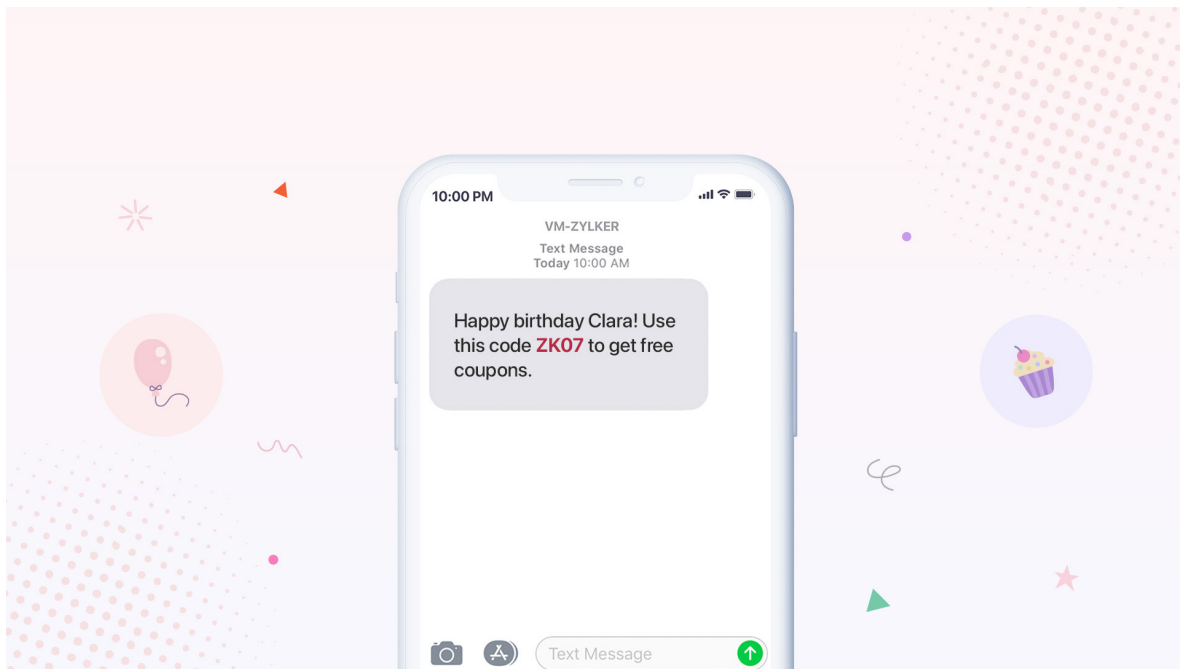 10:00 PM
VM-ZYLKER
Text Message
Today 10:00 AM
Happy birthday Clara! Use
this code ZK07 to get free
coupons.
Text Message